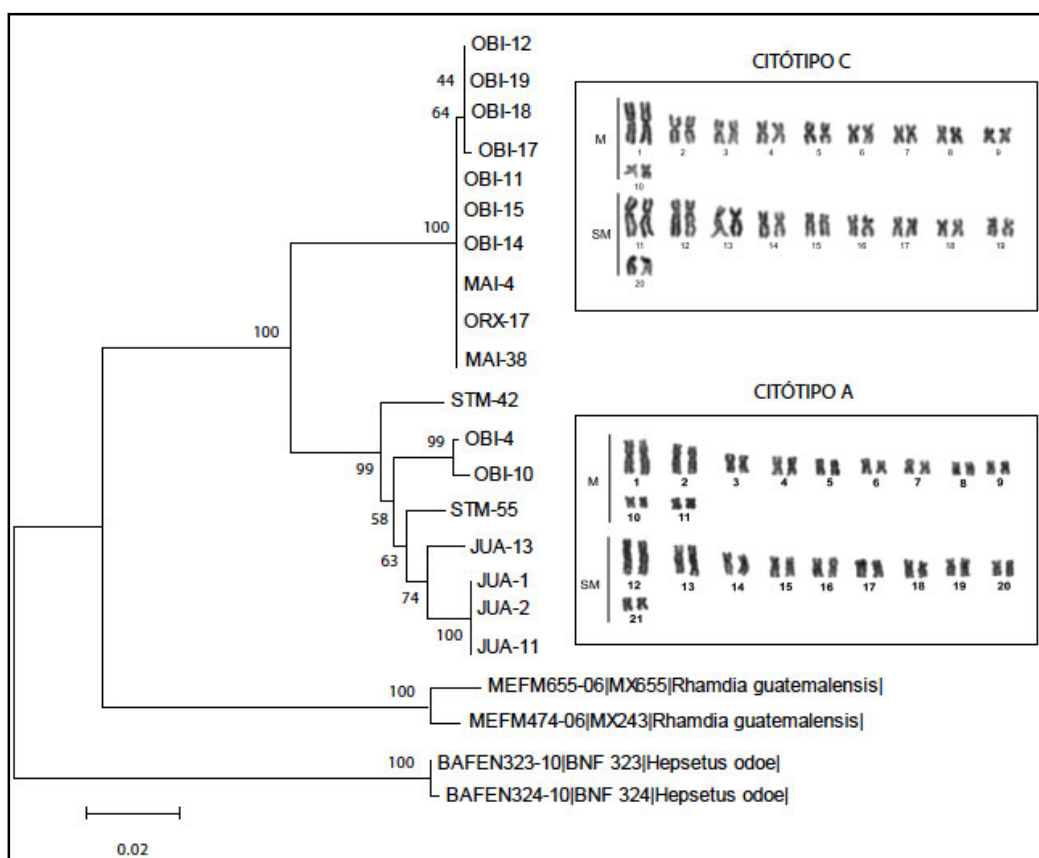 OBI-12
OBI-19
OBI-18
OBI-17
OBI-11
OBI-15
OBI-14
MAI-4
ORX-17
MAI-38
STM-42
OBI-4
OBI-10
STM-55
JUA-13
JUA-1
JUA-2
JUA-11
MEFM655-06|MX655|Rhamdia guatemalensis|
MEFM474-06|MX243|Rhamdia guatemalensis|
BAFEN323-10|BNF 323|Hepsetus odoe|
BAFEN324-10|BNF 324|Hepsetus odoe|
44
64
100
100
99
99
58
63
74
100
100
100
0.02
CITÓTIPO C
M
1 2 3 4 5 6 7 8 9
10
SM
11 12 13 14 15 16 17 18 19
20
CITÓTIPO A
M
1 2 3 4 5 6 7 8 9
10 11
SM
12 13 14 15 16 17 18 19 20
21